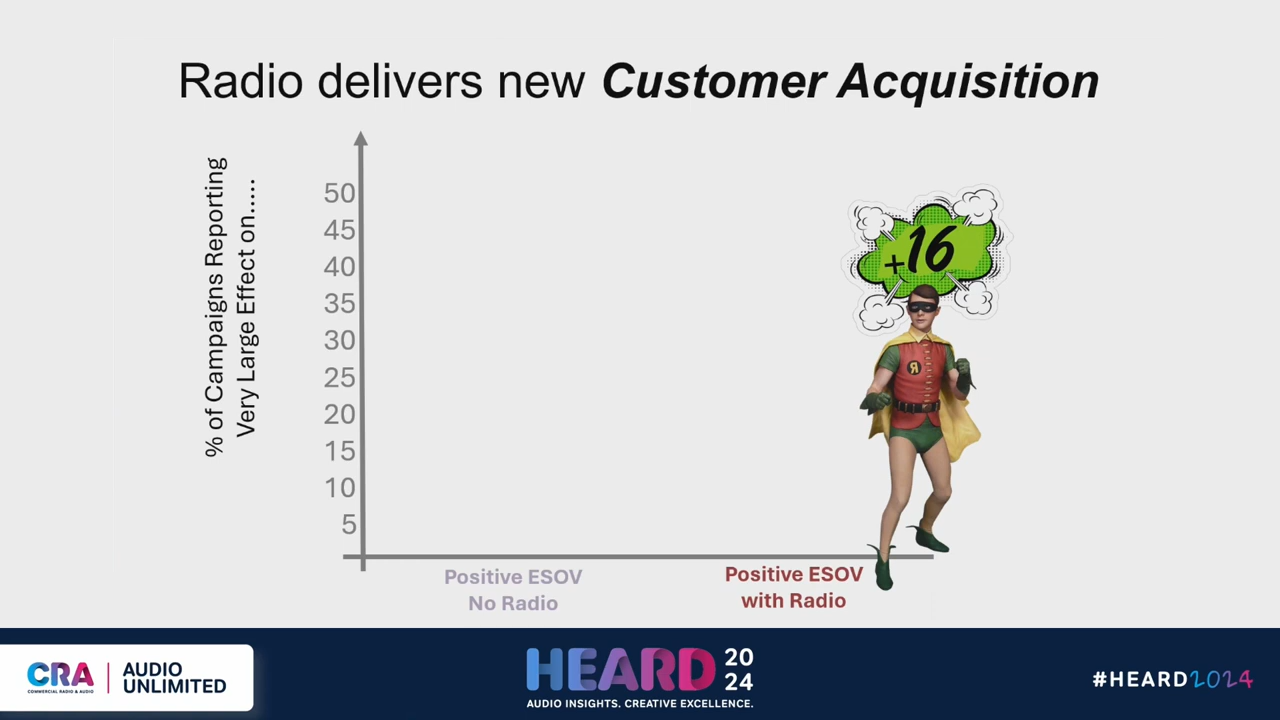 Radio delivers new Customer Acquisition
% of Campaigns Reporting
Very Large Effect on.....
50
45
40
35
30
25
20
15
10
5
+16
R
Positive ESOV
No Radio
Positive ESOV
with Radio
CRA
COMMERCIAL RADIO & AUDIO
AUDIO
UNLIMITED
HEARD
20
24
AUDIO INSIGHTS. CREATIVE EXCELLENCE.
#HEARD2024